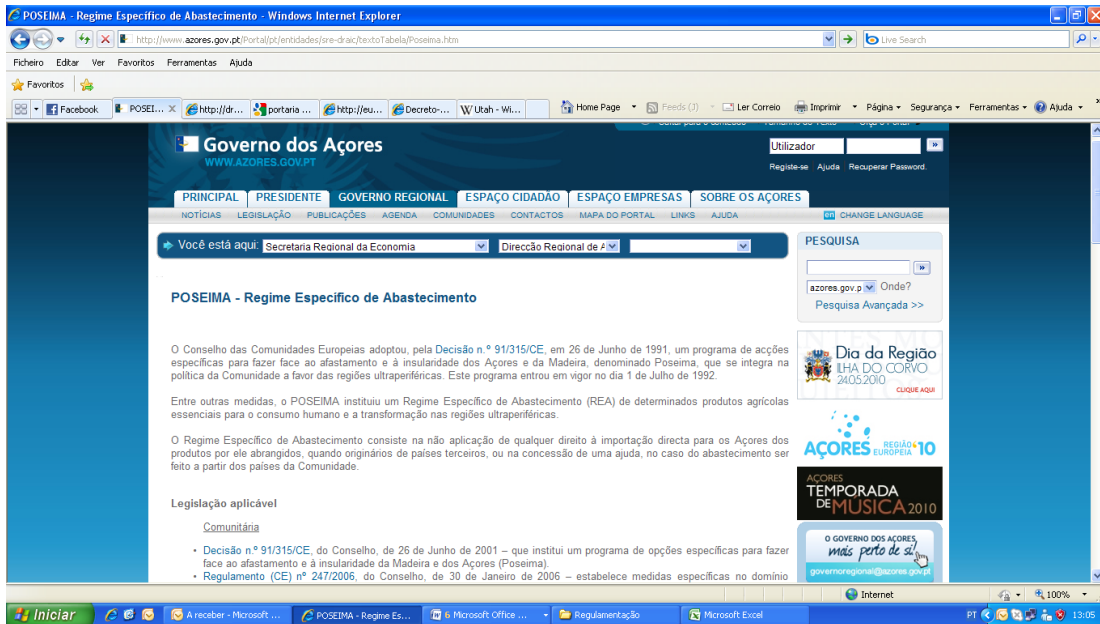 POSEIMA - Regime Específico de Abastecimento - Windows Internet Explorer
http://www.azores.gov.pt/Portal/pt/entidades/sre-draic/textoTabela/Poseima.htm
Live Search
Ficheiro Editar Ver Favoritos Ferramentas Ajuda
Favoritos
Facebook POSEI... http://dr... portaria ... http://eu... Decreto-... Utah - Wi... Home Page Feeds (J) Ler Correio Imprimir Página Segurança Ferramentas Ajuda
Governo dos Açores
WWW.AZORES.GOV.PT
Utilizador
Registe-se Ajuda Recuperar Password.
PRINCIPAL PRESIDENTE GOVERNO REGIONAL ESPAÇO CIDADÃO ESPAÇO EMPRESAS SOBRE OS AÇORES
NOTÍCIAS LEGISLAÇÃO PUBLICAÇÕES AGENDA COMUNIDADES CONTACTOS MAPA DO PORTAL LINKS AJUDA en CHANGE LANGUAGE
Você está aqui: Secretaria Regional da Economia Direcção Regional de A
PESQUISA
azores.gov.p Onde?
Pesquisa Avançada >>
POSEIMA - Regime Especifico de Abastecimento
O Conselho das Comunidades Europeias adoptou, pela Decisão n.º 91/315/CE, em 26 de Junho de 1991, um programa de acções
específicas para fazer face ao afastamento e à insularidade dos Açores e da Madeira, denominado Poseima, que se integra na
política da Comunidade a favor das regiões ultraperiféricas. Este programa entrou em vigor no dia 1 de Julho de 1992.
Entre outras medidas, o POSEIMA instituiu um Regime Específico de Abastecimento (REA) de determinados produtos agrícolas
essenciais para o consumo humano e a transformação nas regiões ultraperiféricas.
O Regime Específico de Abastecimento consiste na não aplicação de qualquer direito à importação directa para os Açores dos
produtos por ele abrangidos, quando originários de países terceiros, ou na concessão de uma ajuda, no caso do abastecimento ser
feito a partir dos países da Comunidade.
Legislação aplicável
Comunitária
• Decisão n.º 91/315/CE, do Conselho, de 26 de Junho de 2001 – que institui um programa de opções específicas para fazer
face ao afastamento e à insularidade da Madeira e dos Açores (Poseima).
• Regulamento (CE) nº 247/2006, do Conselho, de 30 de Janeiro de 2006 – estabelece medidas específicas no domínio
Dia da Região
ILHA DO CORVO
24.05.2010
CLIQUE AQUI
AÇORES REGIÃO EUROPEIA '10
AÇORES
TEMPORADA
DE MÚSICA 2010
O GOVERNO DOS AÇORES,
mais perto de si!
governoregional@azores.gov.pt
Internet 100%
Iniciar A receber - Microsoft ... POSEIMA - Regime Es... 6 Microsoft Office ... Regulamentação Microsoft Excel PT 13:05